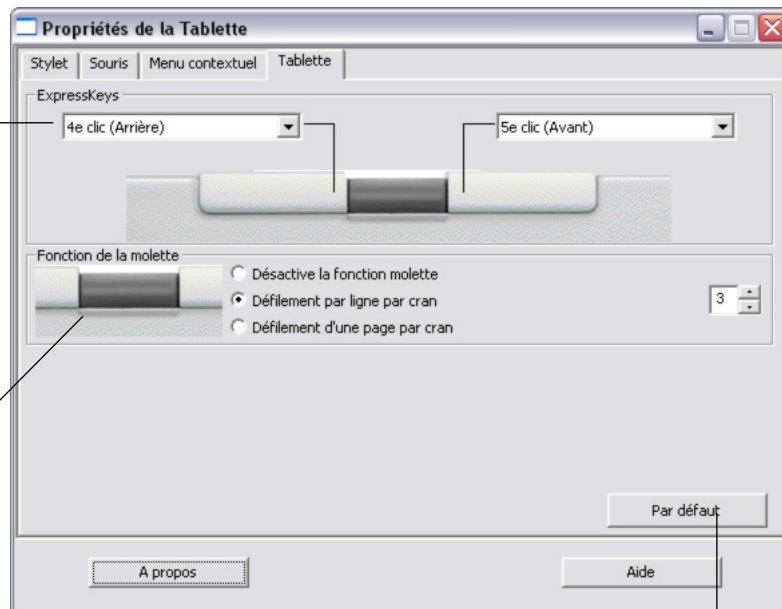 Propriétés de la Tablette
Stylet Souris Menu contextuel Tablette
ExpressKeys
4e clic (Arrière) 5e clic (Avant)
Fonction de la molette
Désactive la fonction molette
Défilement par ligne par cran
3
Défilement d'une page par cran
Par défaut
A propos Aide